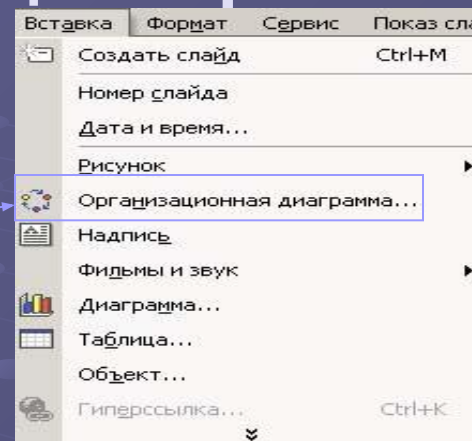 Вставка Формат Сервис Показ сла
Создать слайд Ctrl+M
Номер слайда
Дата и время...
Рисунок
Организационная диаграмма...
Надпись
Фильмы и звук
Диаграмма...
Таблица...
Объект...
Гиперссылка... Ctrl+K